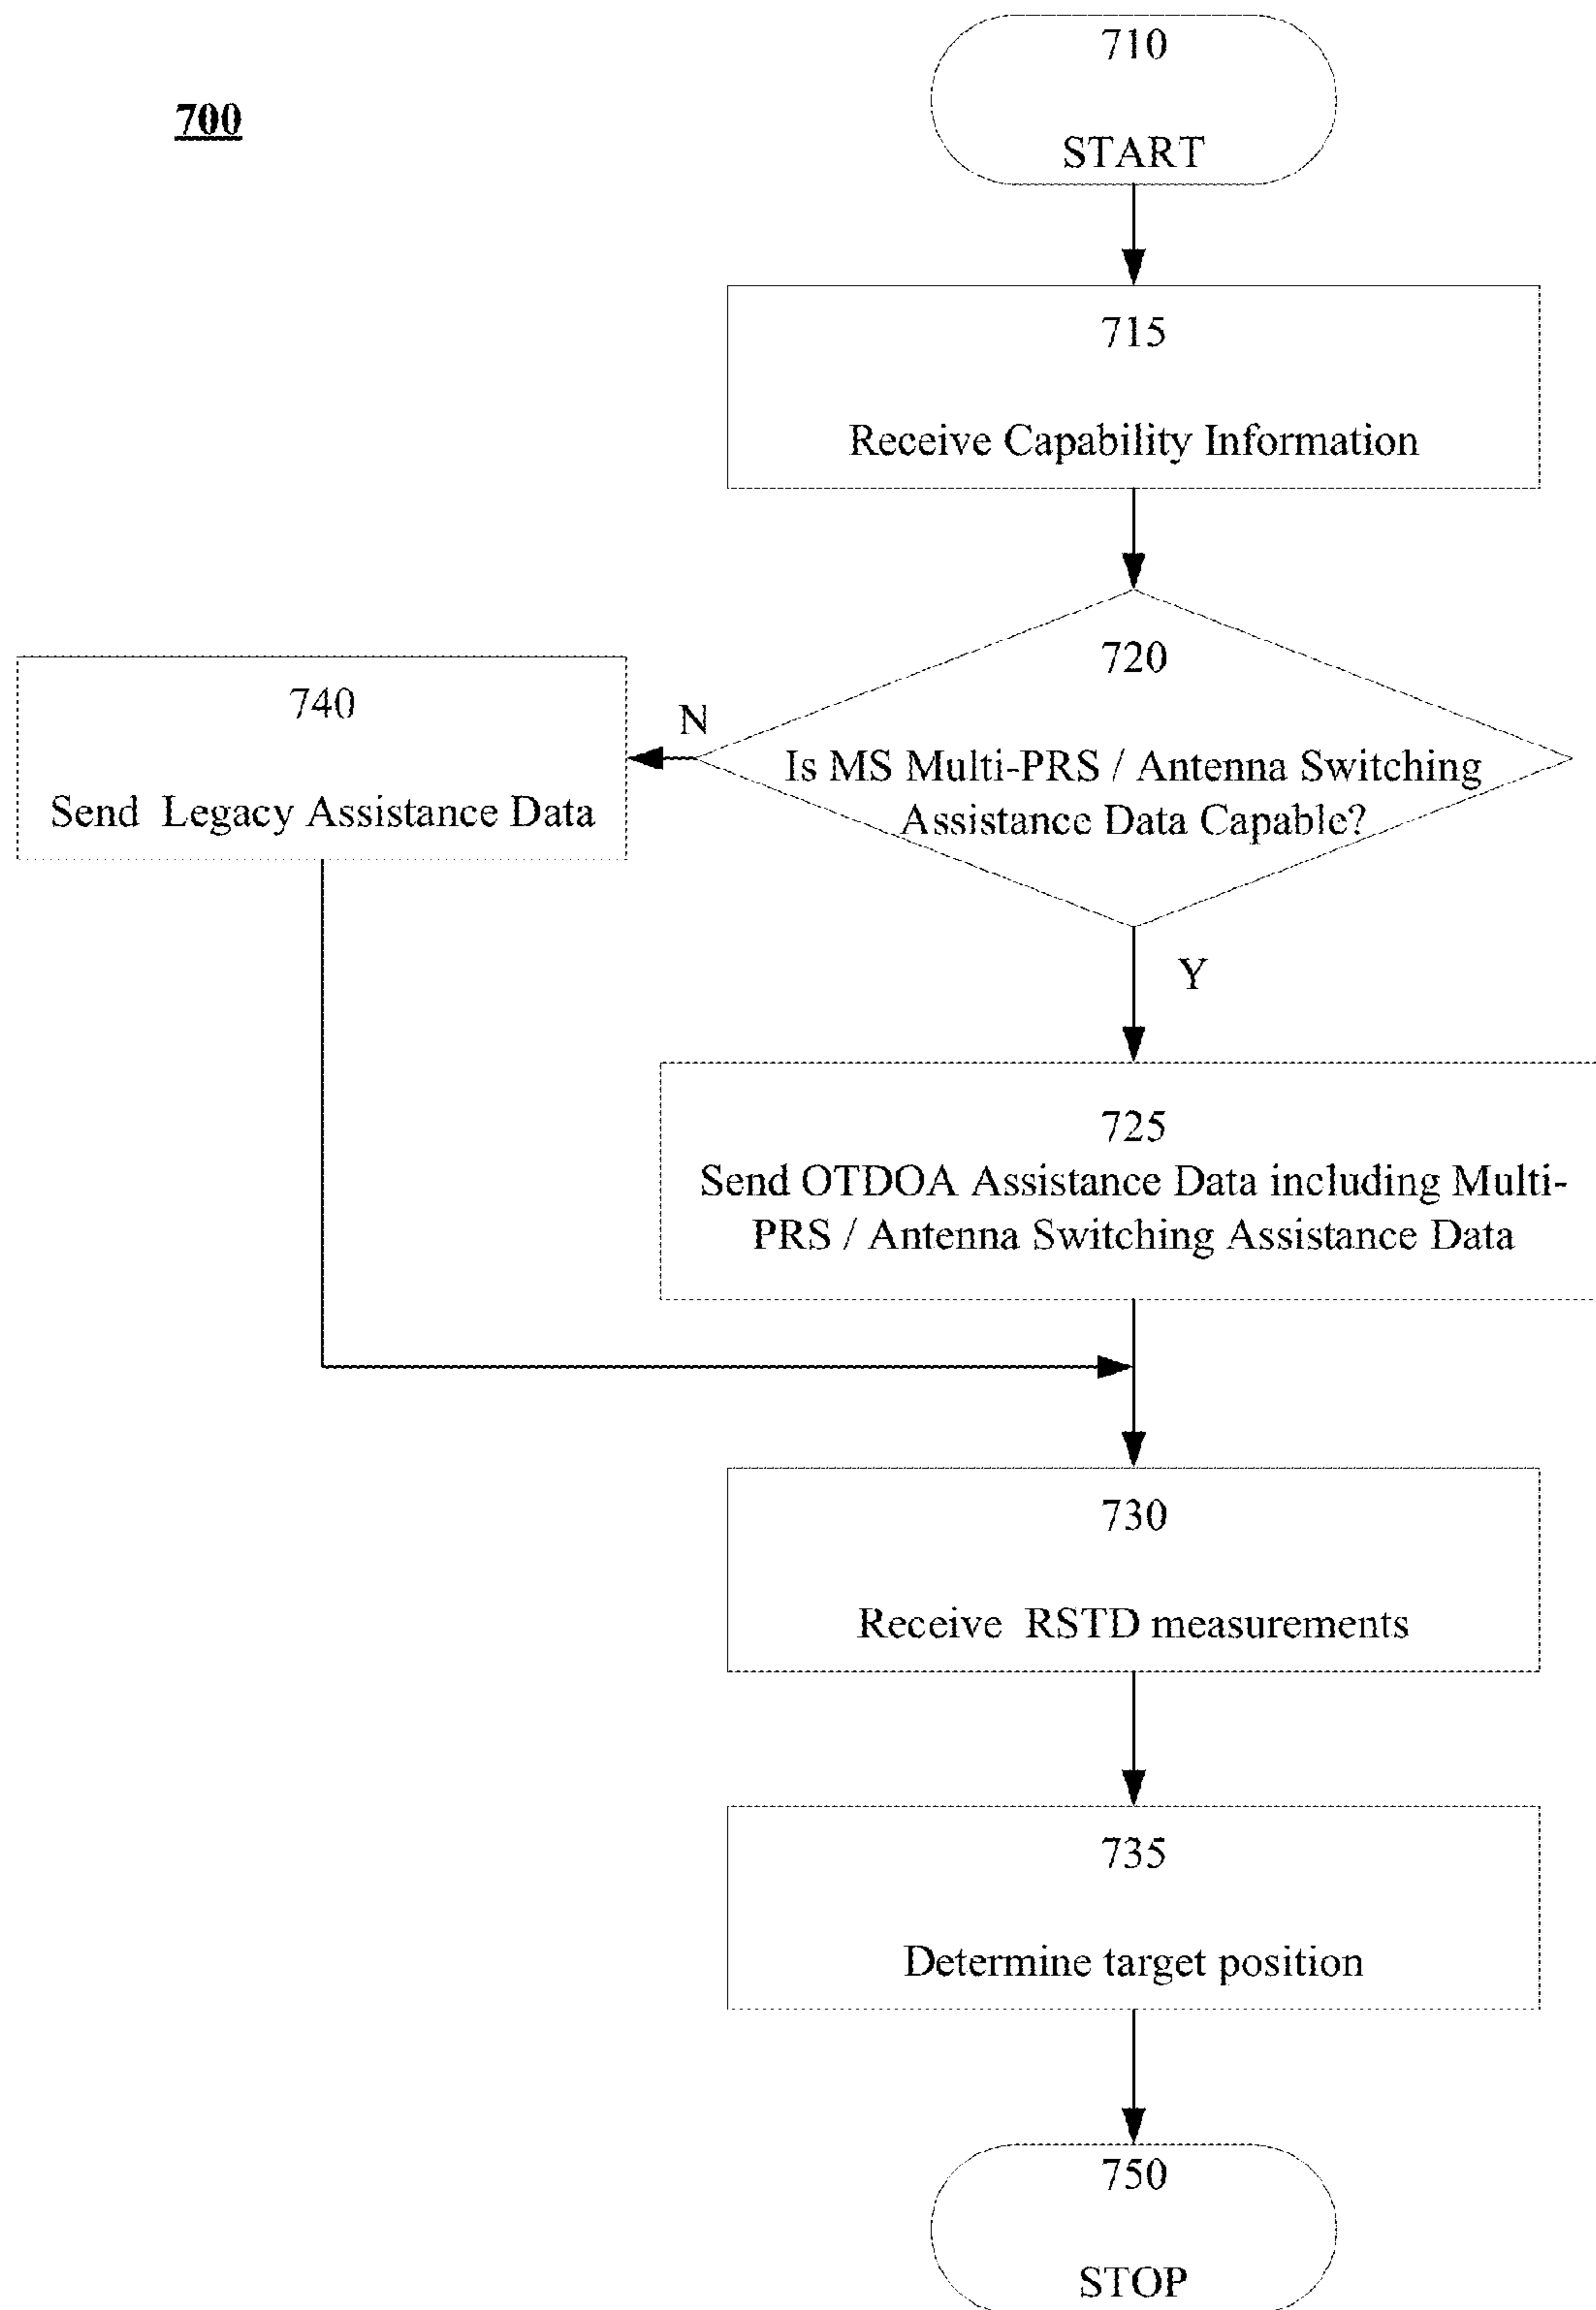 700
710
START
715
Receive Capability Information
720
Is MS Multi-PRS / Antenna Switching
Assistance Data Capable?
N
740
Send Legacy Assistance Data
Y
725
Send OTDOA Assistance Data including Multi-
PRS / Antenna Switching Assistance Data
730
Receive RSTD measurements
735
Determine target position
750
STOP